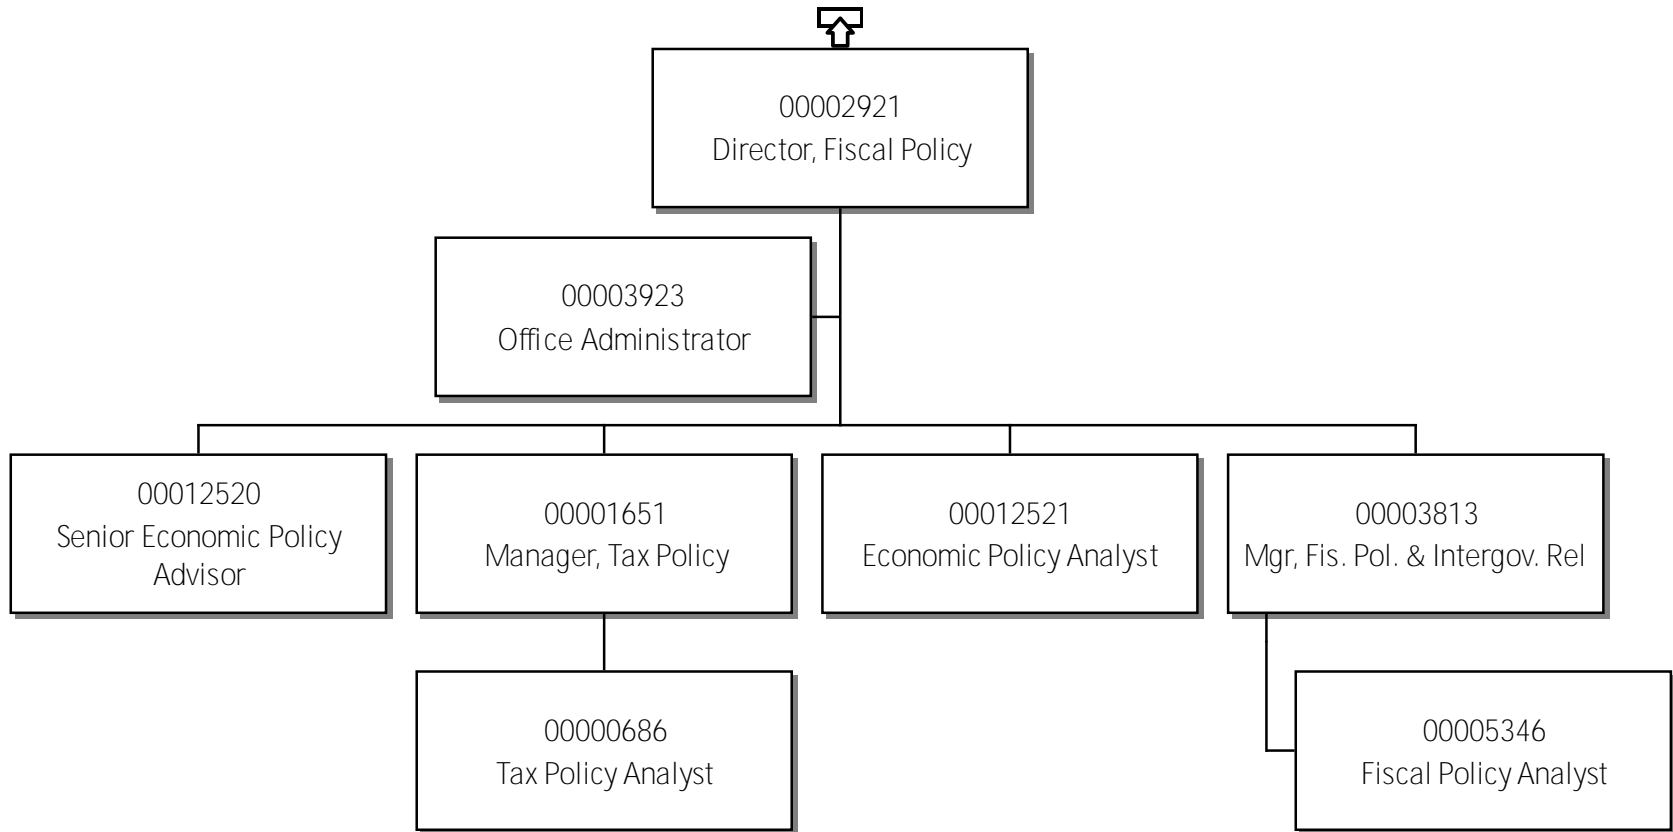 00002921
Director, Fiscal Policy
00003923
Office Administrator
00012520
Senior Economic Policy
Advisor
00001651
Manager, Tax Policy
00012521
Economic Policy Analyst
00003813
Mgr, Fis. Pol. & Intergov. Rel
00000686
Tax Policy Analyst
00005346
Fiscal Policy Analyst